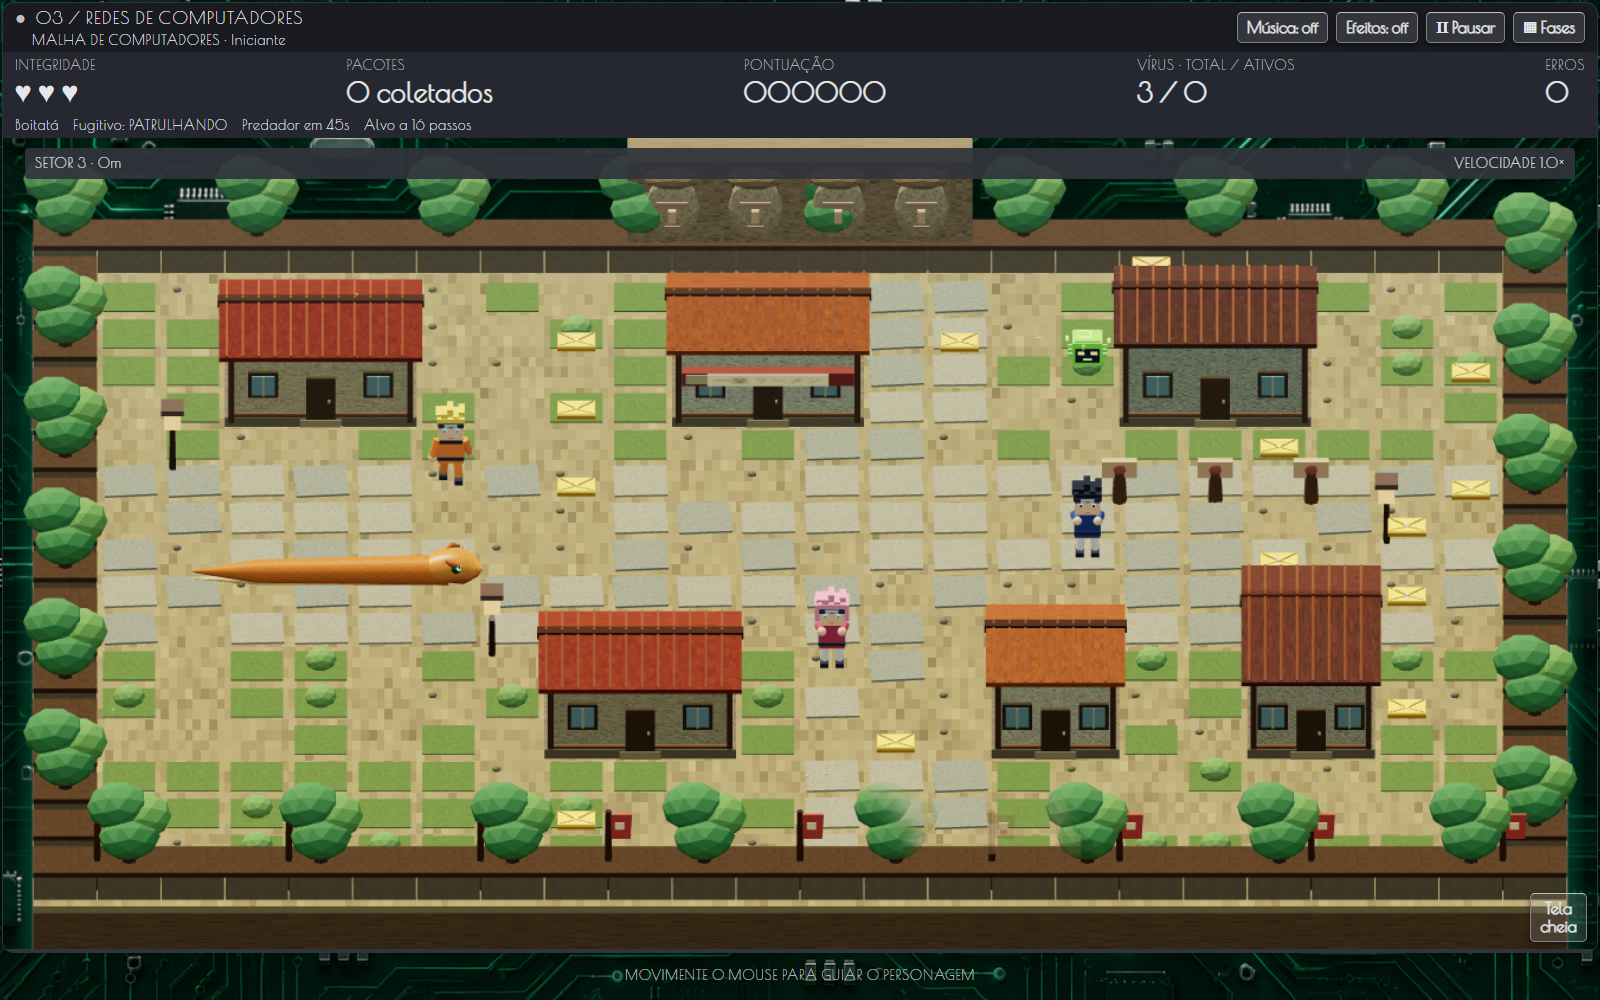 03 / REDES DE COMPUTADORES
MALHA DE COMPUTADORES · Iniciante
Música: off
Efeitos: off
Pausar
Fases
INTEGRIDADE
PACOTES
0 coletados
PONTUAÇÃO
000000
VÍRUS · TOTAL / ATIVOS
3 / 0
ERROS
0
Boitatá Fugitivo: PATRULHANDO Predador em 45s Alvo a 16 passos
SETOR 3 · 0m
VELOCIDADE 1.0×
Tela cheia
MOVIMENTE O MOUSE PARA GUIAR O PERSONAGEM